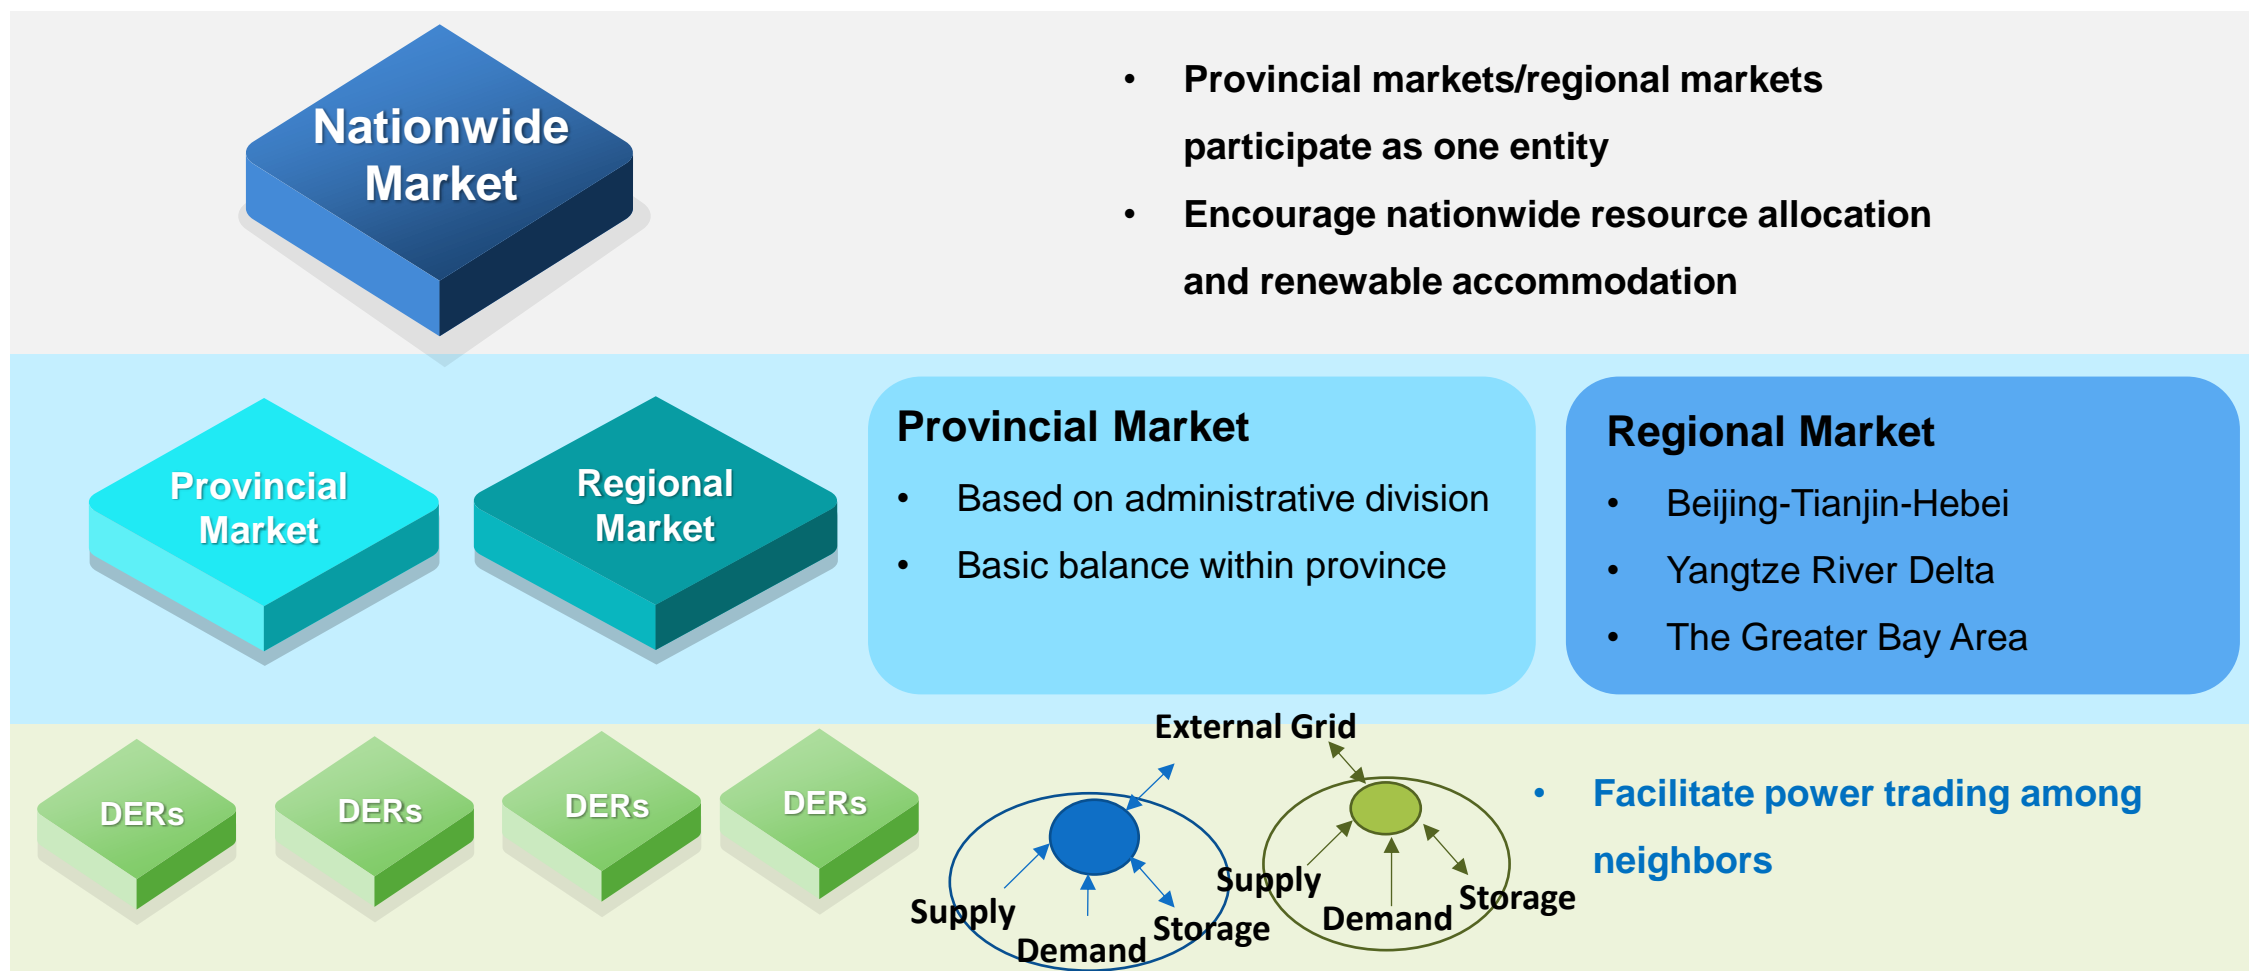 Nationwide
Market
• Provincial markets/regional markets
participate as one entity
• Encourage nationwide resource allocation
and renewable accommodation
Provincial
Market
Regional
Market
Provincial Market
• Based on administrative division
• Basic balance within province
Regional Market
• Beijing-Tianjin-Hebei
• Yangtze River Delta
• The Greater Bay Area
DERs
DERs
DERs
DERs
External Grid
Supply
Demand
Storage
Supply
Demand
Storage
• Facilitate power trading among
neighbors